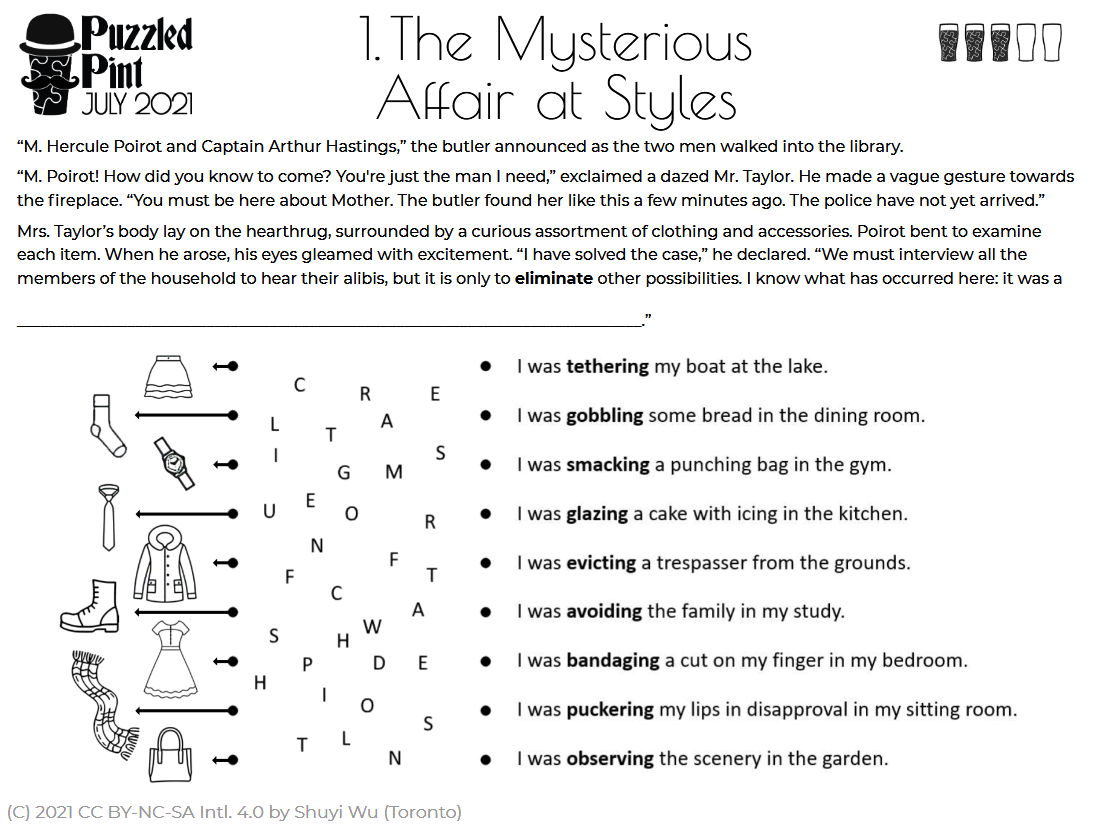 Puzzled
Pint
JULY 2021
1. The Mysterious
Affair at Styles
“M. Hercule Poirot and Captain Arthur Hastings,” the butler announced as the two men walked into the library.
“M. Poirot! How did you know to come? You're just the man I need,” exclaimed a dazed Mr. Taylor. He made a vague gesture towards
the fireplace. “You must be here about Mother. The butler found her like this a few minutes ago. The police have not yet arrived.”
Mrs. Taylor’s body lay on the hearthrug, surrounded by a curious assortment of clothing and accessories. Poirot bent to examine
each item. When he arose, his eyes gleamed with excitement. “I have solved the case,” he declared. “We must interview all the
members of the household to hear their alibis, but it is only to eliminate other possibilities. I know what has occurred here: it was a
______________________________________________.”
I was tethering my boat at the lake.
C R E
I was gobbling some bread in the dining room.
L T A
I was smacking a punching bag in the gym.
I G M S
I was glazing a cake with icing in the kitchen.
U E O R
I was evicting a trespasser from the grounds.
N F F T
I was avoiding the family in my study.
C A
S H W
I was bandaging a cut on my finger in my bedroom.
P D E
H I O
I was puckering my lips in disapproval in my sitting room.
S
T L N
I was observing the scenery in the garden.
(C) 2021 CC BY-NC-SA Intl. 4.0 by Shuyi Wu (Toronto)